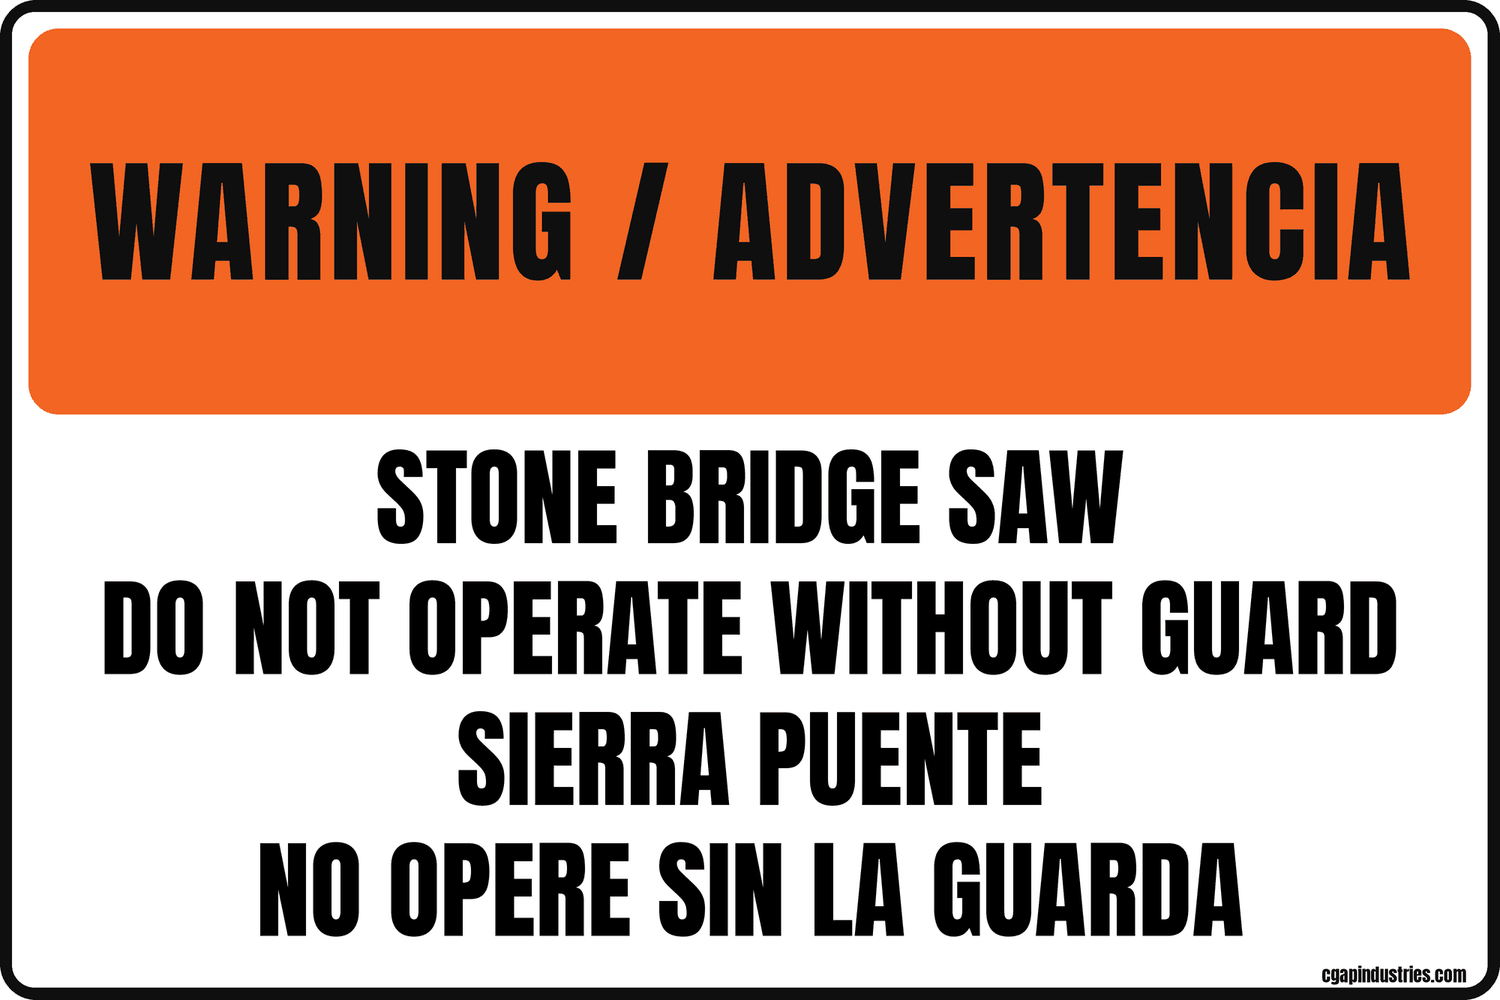 WARNING / ADVERTENCIA
STONE BRIDGE SAW
DO NOT OPERATE WITHOUT GUARD
SIERRA PUENTE
NO OPERE SIN LA GUARDA
cgapindustries.com